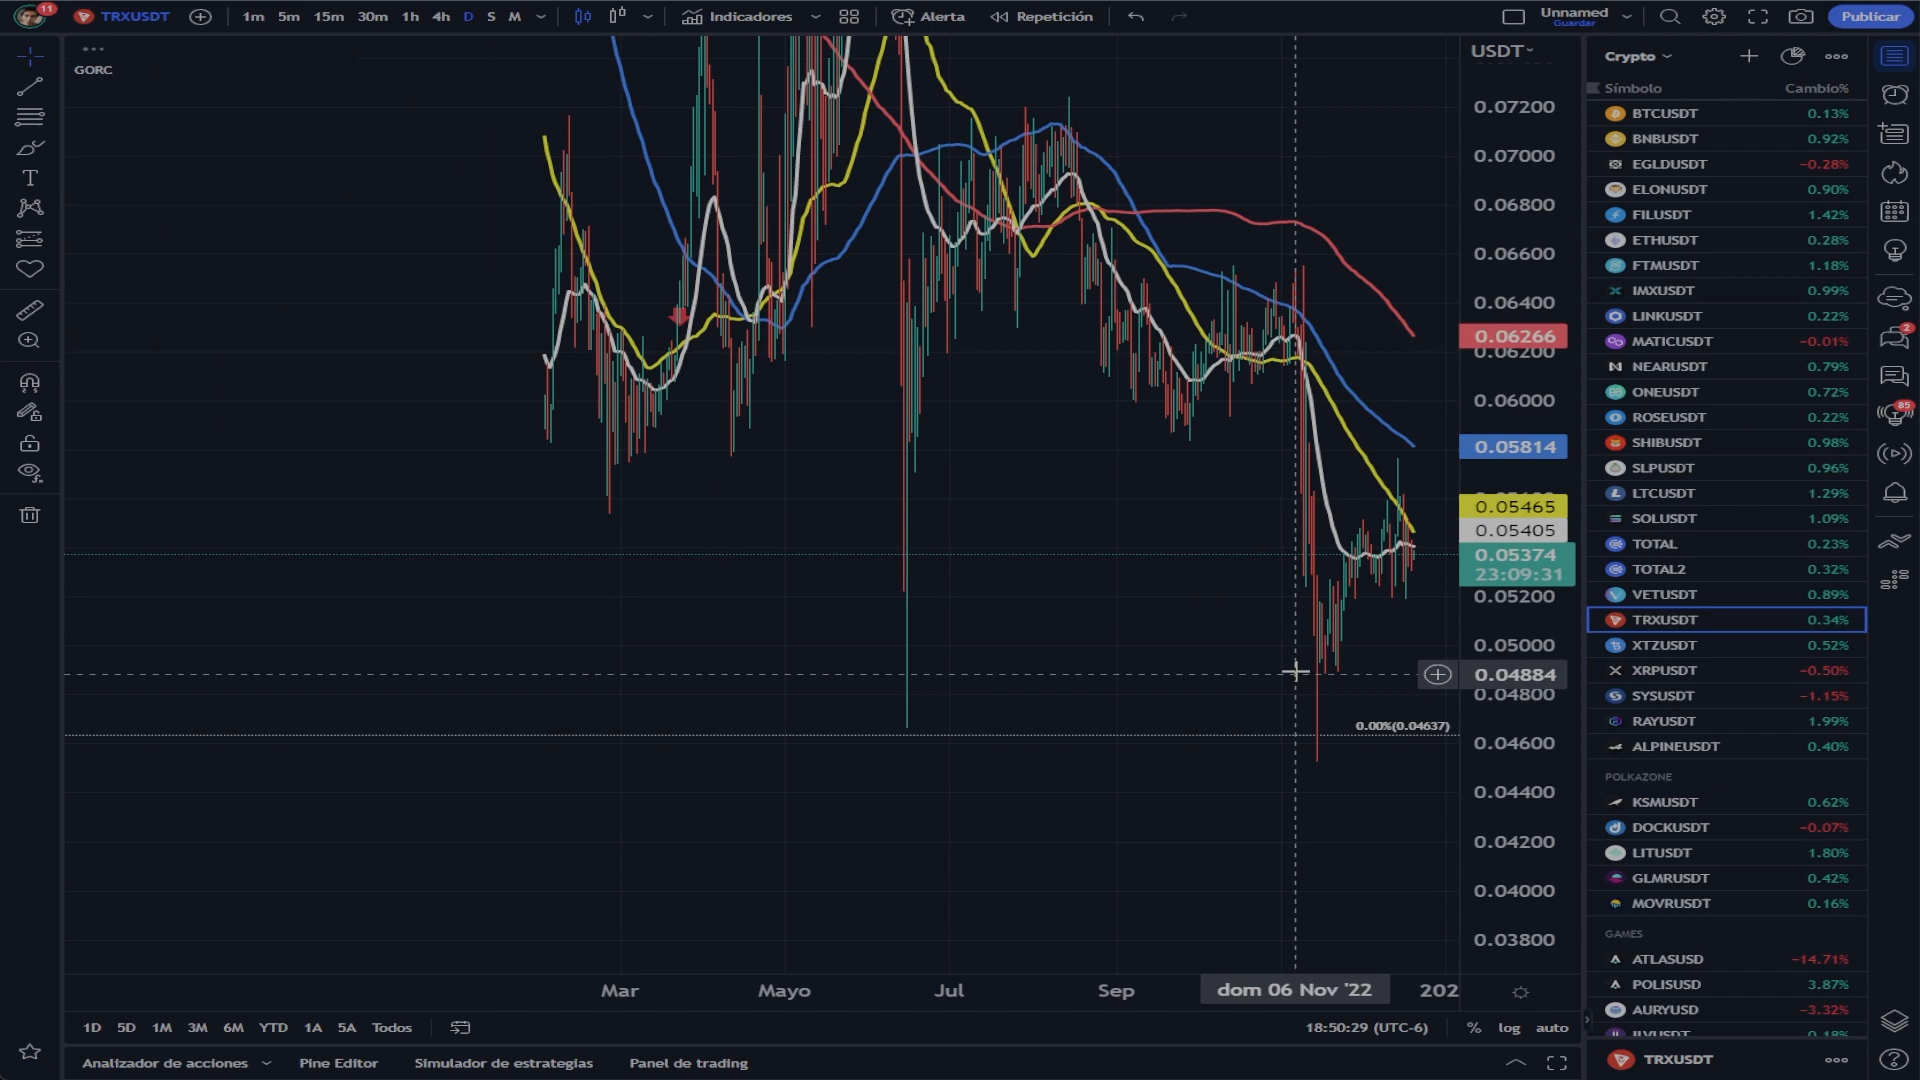 11
TRXUSDT
1m 5m 15m 30m 1h 4h D S M
Indicadores
Alerta
Repetición
Unnamed
Guardar
Publicar
GORC
USDT
0.07200
0.07000
0.06800
0.06600
0.06400
0.06266
0.06200
0.06000
0.05814
0.05465
0.05405
0.05374
23:09:31
0.05200
0.05000
0.04884
0.04800
0.00%(0.04637)
0.04600
0.04400
0.04200
0.04000
0.03800
Mar Mayo Jul Sep dom 06 Nov '22 202
1D 5D 1M 3M 6M YTD 1A 5A Todos
18:50:29 (UTC-6) % log auto
Analizador de acciones Pine Editor Simulador de estrategias Panel de trading
Crypto
Símbolo Cambio%
BTCUSDT 0.13%
BNBUSDT 0.92%
EGLDUSDT −0.28%
ELONUSDT 0.90%
FILUSDT 1.42%
ETHUSDT 0.28%
FTMUSDT 1.18%
IMXUSDT 0.99%
LINKUSDT 0.22%
MATICUSDT −0.01%
NEARUSDT 0.79%
ONEUSDT 0.72%
ROSEUSDT 0.22%
SHIBUSDT 0.98%
SLPUSDT 0.96%
LTCUSDT 1.29%
SOLUSDT 1.09%
TOTAL 0.23%
TOTAL2 0.32%
VETUSDT 0.89%
TRXUSDT 0.34%
XTZUSDT 0.52%
XRPUSDT −0.50%
SYSUSDT −1.15%
RAYUSDT 1.99%
ALPINEUSDT 0.40%
POLKAZONE
KSMUSDT 0.62%
DOCKUSDT −0.07%
LITUSDT 1.80%
GLMRUSDT 0.42%
MOVRUSDT 0.16%
GAMES
ATLASUSD −14.71%
POLISUSD 3.87%
AURYUSD −3.32%
TRXUSDT
2
85